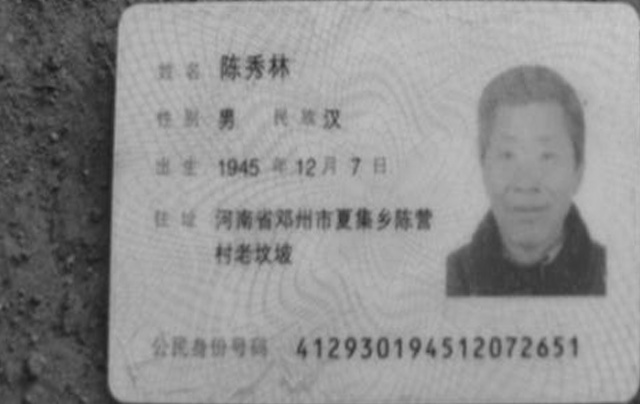 姓名 陈秀林
性别 男 民族 汉
出生 1945 年 12 月 7 日
住址 河南省邓州市夏集乡陈营
村老坟坡
公民身份号码 412930194512072651